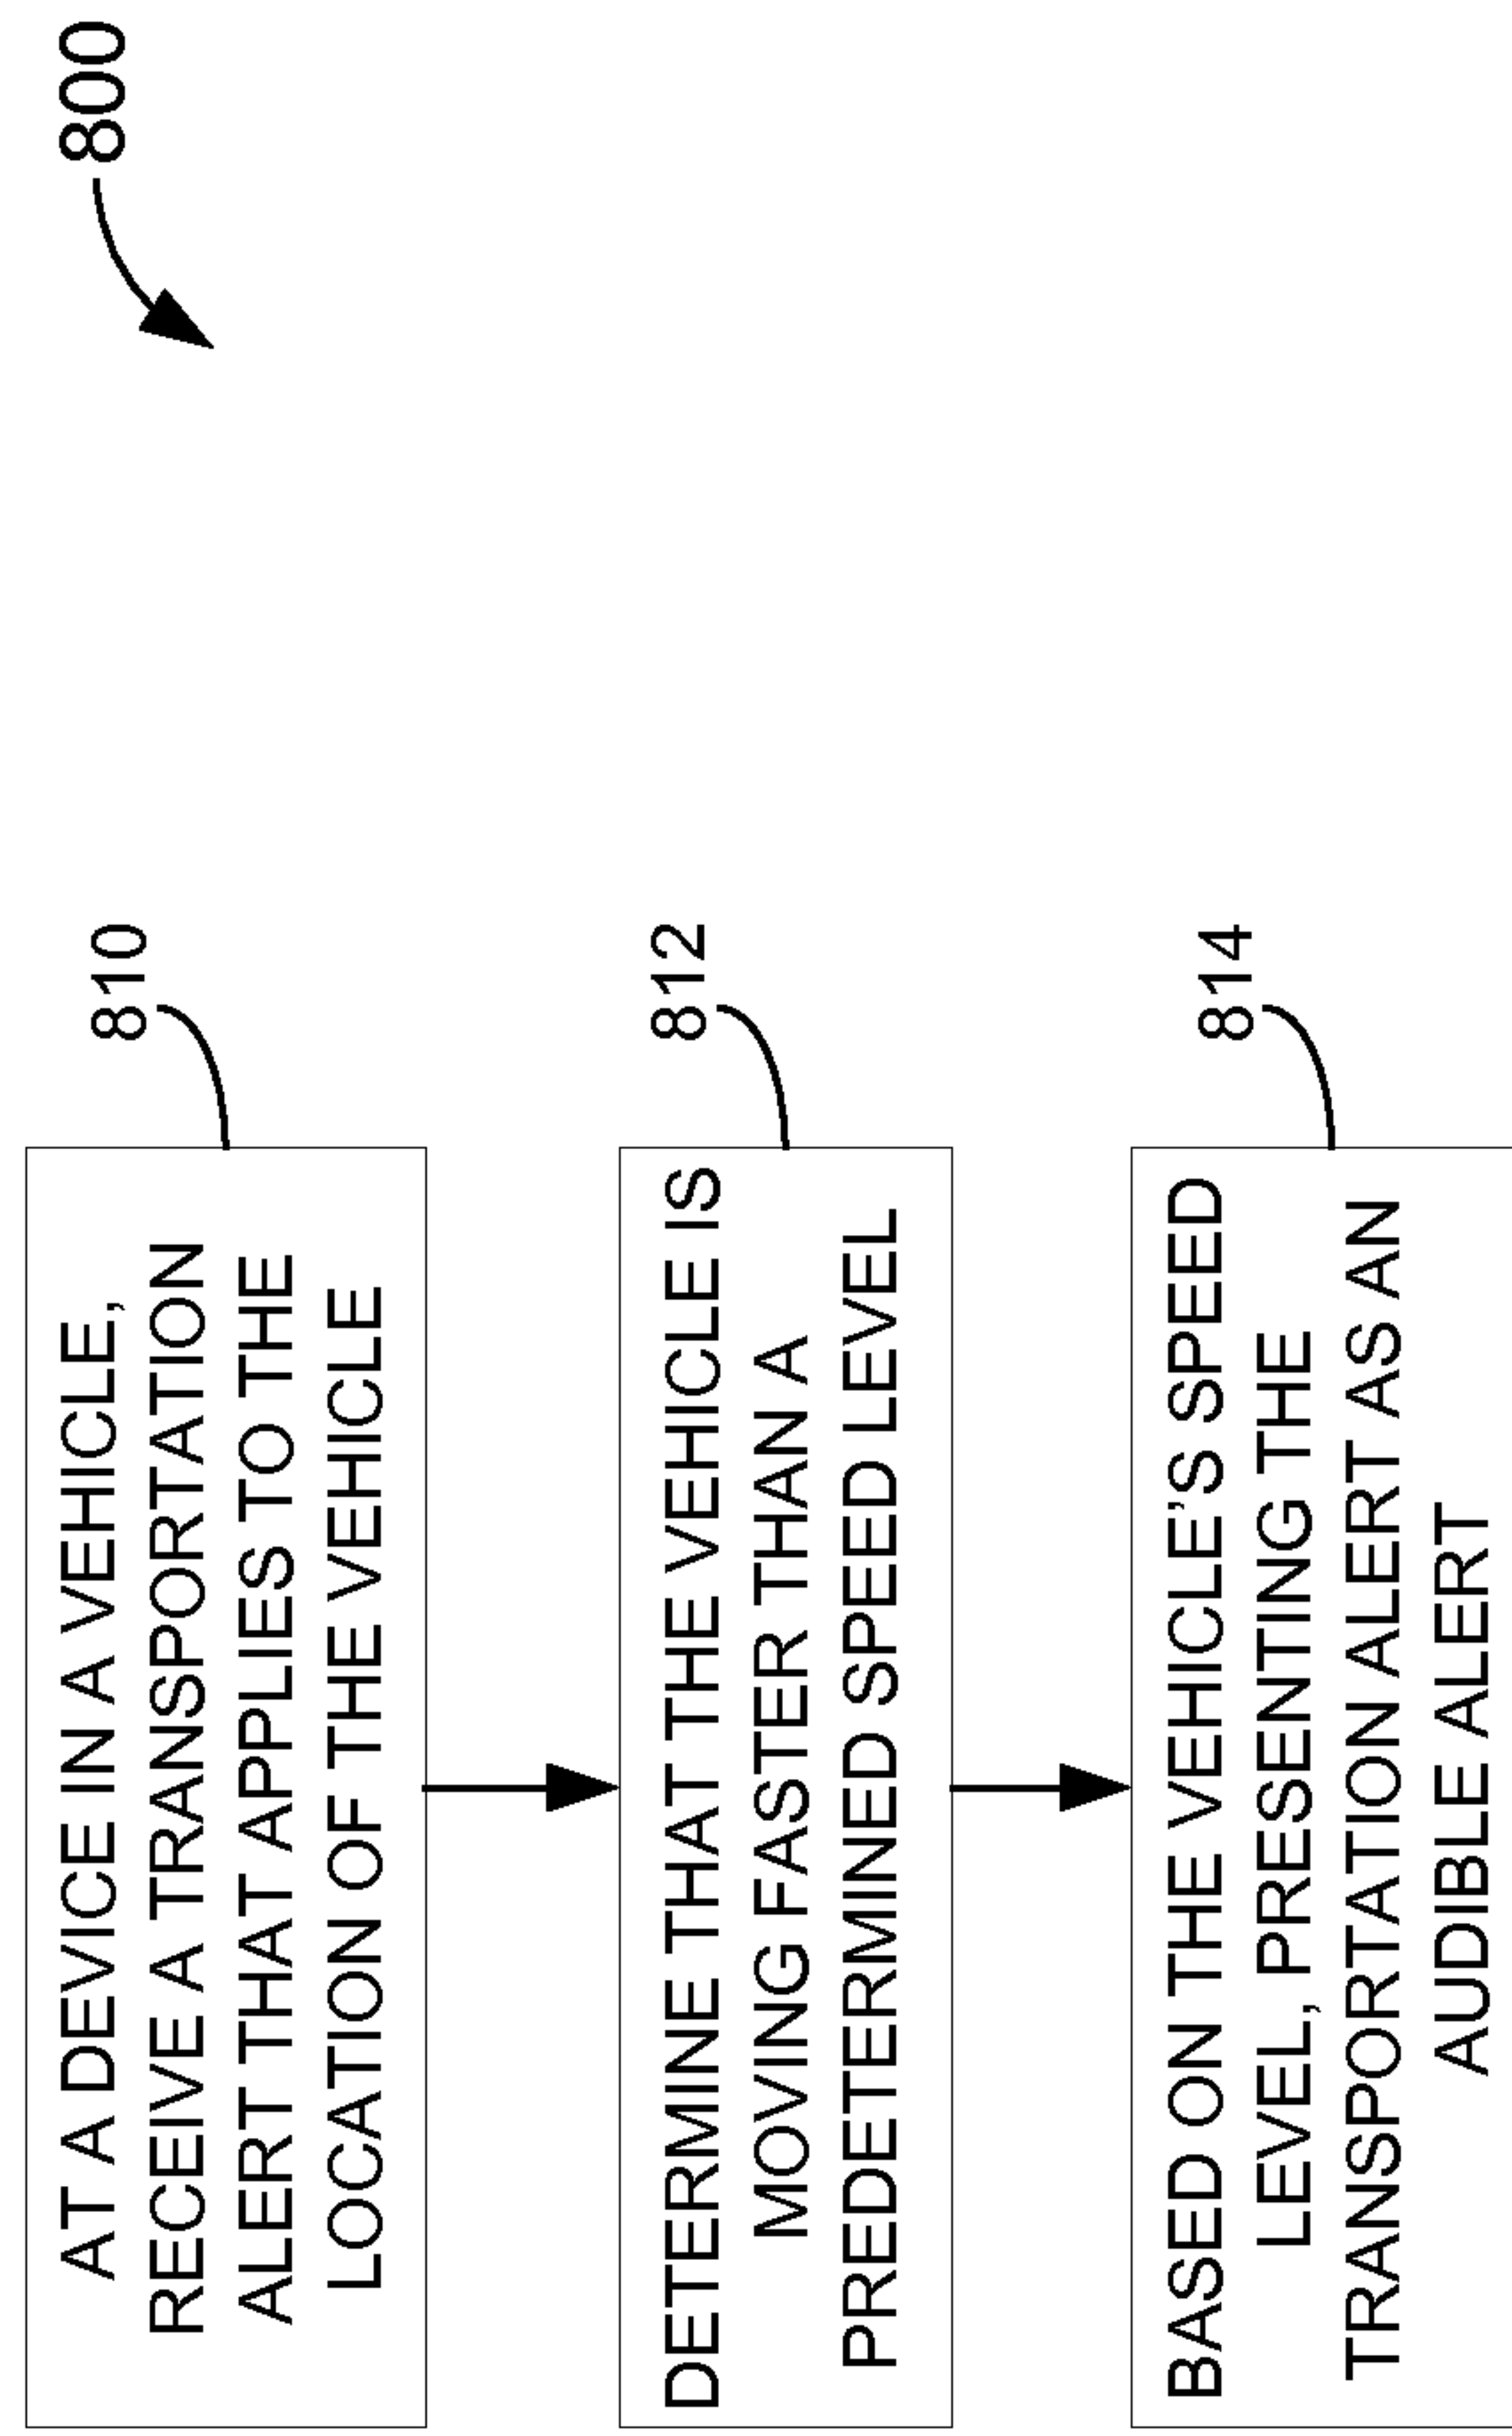 800
810
AT A DEVICE IN A VEHICLE,
RECEIVE A TRANSPORTATION
ALERT THAT APPLIES TO THE
LOCATION OF THE VEHICLE
812
DETERMINE THAT THE VEHICLE IS
MOVING FASTER THAN A
PREDETERMINED SPEED LEVEL
814
BASED ON THE VEHICLE'S SPEED
LEVEL, PRESENTING THE
TRANSPORTATION ALERT AS AN
AUDIBLE ALERT